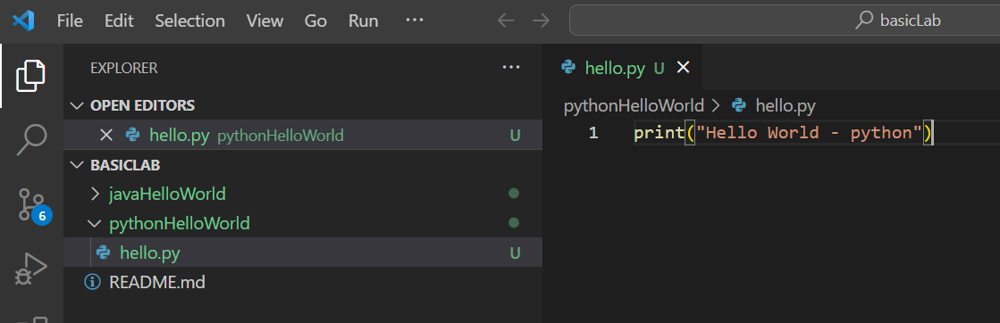 File Edit Selection View Go Run ··· basicLab
EXPLORER ···
OPEN EDITORS
hello.py pythonHelloWorld U
BASICLAB
javaHelloWorld
pythonHelloWorld
hello.py U
README.md
6
hello.py U
pythonHelloWorld > hello.py
1 print("Hello World - python")